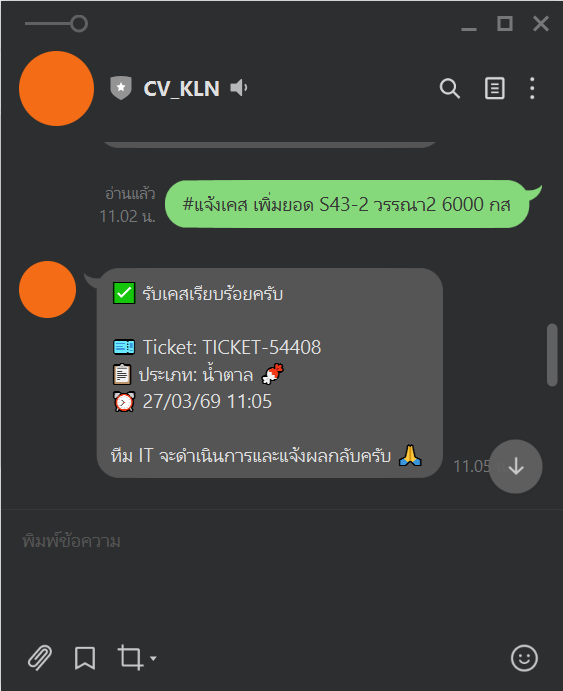 CV_KLN
อ่านแล้ว
11.02 น.
#แจ้งเคส เพิ่มยอด S43-2 วรรณา2 6000 กส
✅ รับเคสเรียบร้อยครับ
🎫 Ticket: TICKET-54408
📋 ประเภท: น้ำตาล 🍬
⏰ 27/03/69 11:05
ทีม IT จะดำเนินการและแจ้งผลกลับครับ 🙏
11.05
พิมพ์ข้อความ